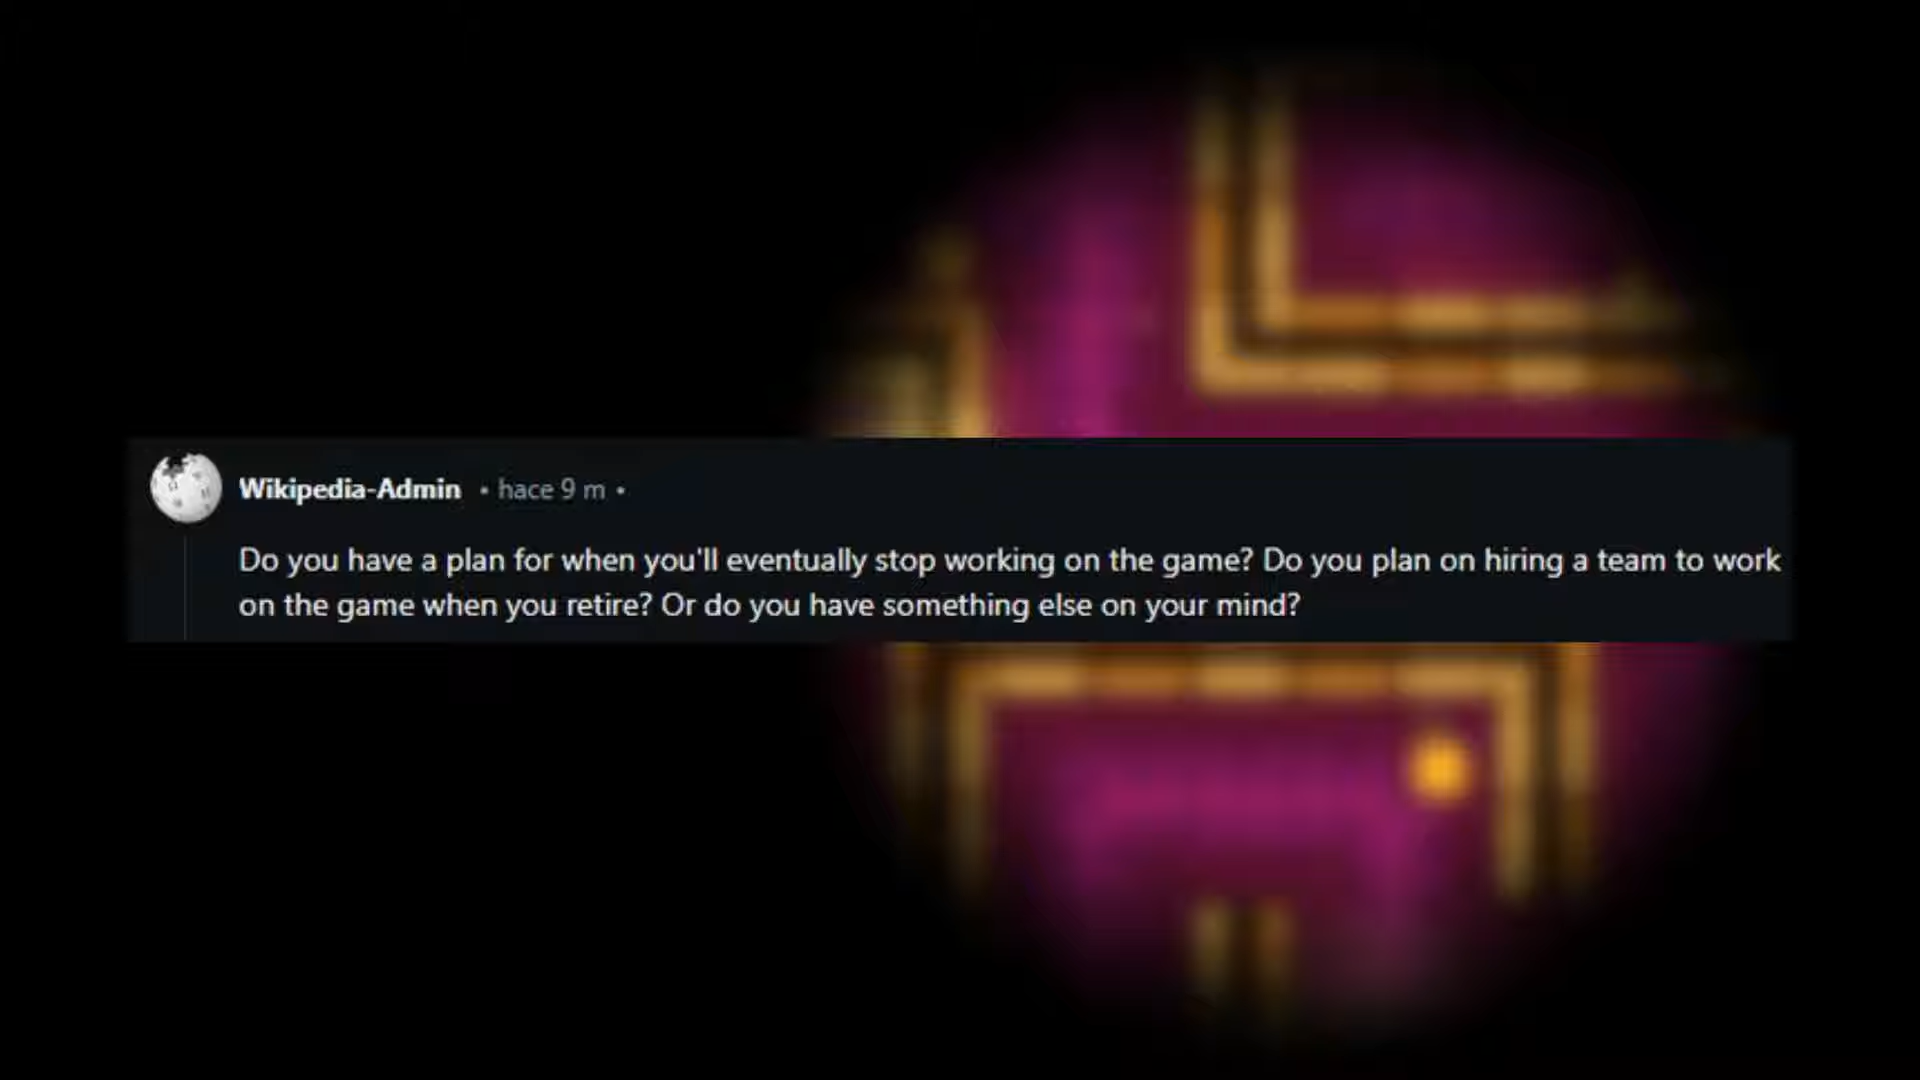 Wikipedia-Admin • hace 9 m •
Do you have a plan for when you'll eventually stop working on the game? Do you plan on hiring a team to work
on the game when you retire? Or do you have something else on your mind?